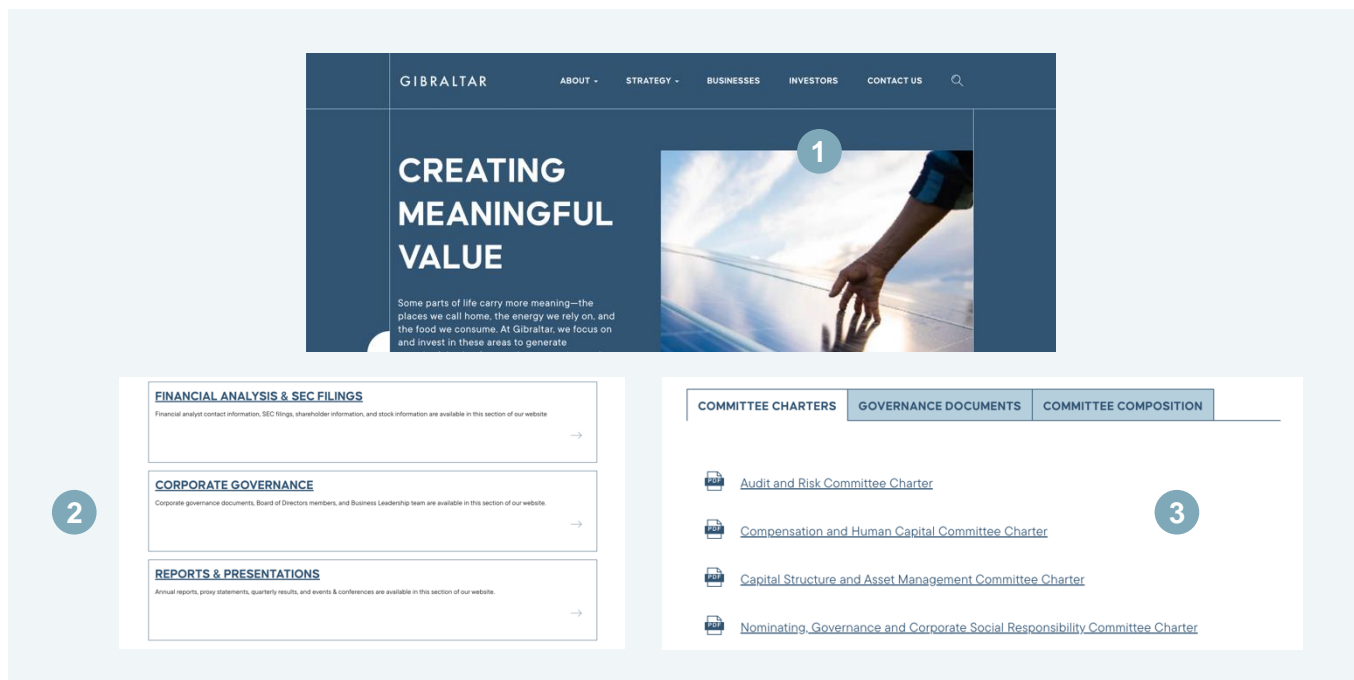 GIBRALTAR
ABOUT
STRATEGY
BUSINESSES
INVESTORS
CONTACT US
1
CREATING
MEANINGFUL
VALUE
Some parts of life carry more meaning—the
places we call home, the energy we rely on, and
the food we consume. At Gibraltar, we focus on
and invest in these areas to generate
2
FINANCIAL ANALYSIS & SEC FILINGS
Financial analyst contact information, SEC filings, shareholder information, and stock information are available in this section of our website
CORPORATE GOVERNANCE
Corporate governance documents, Board of Directors members, and Business Leadership team are available in this section of our website.
REPORTS & PRESENTATIONS
Annual reports, proxy statements, quarterly results, and events & conferences are available in this section of our website.
COMMITTEE CHARTERS
GOVERNANCE DOCUMENTS
COMMITTEE COMPOSITION
PDF Audit and Risk Committee Charter
3
PDF Compensation and Human Capital Committee Charter
PDF Capital Structure and Asset Management Committee Charter
PDF Nominating, Governance and Corporate Social Responsibility Committee Charter